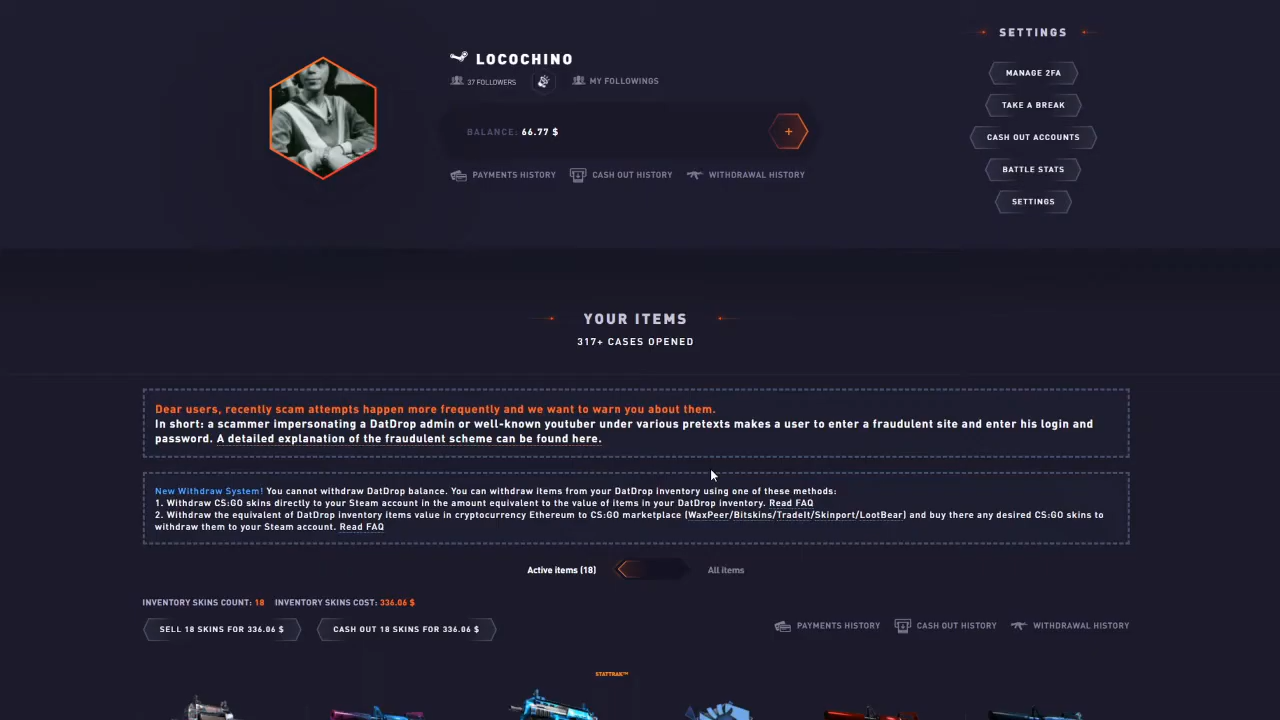 SETTINGS
LOCOCHINO
37 FOLLOWERS
MY FOLLOWINGS
MANAGE 2FA
TAKE A BREAK
BALANCE: 66.77 $
+
CASH OUT ACCOUNTS
PAYMENTS HISTORY
CASH OUT HISTORY
WITHDRAWAL HISTORY
BATTLE STATS
SETTINGS
YOUR ITEMS
317+ CASES OPENED
Dear users, recently scam attempts happen more frequently and we want to warn you about them.
In short: a scammer impersonating a DatDrop admin or well-known youtuber under various pretexts makes a user to enter a fraudulent site and enter his login and
password. A detailed explanation of the fraudulent scheme can be found here.
New Withdraw System! You cannot withdraw DatDrop balance. You can withdraw items from your DatDrop inventory using one of these methods:
1. Withdraw CS:GO skins directly to your Steam account in the amount equivalent to the value of items in your DatDrop inventory. Read FAQ
2. Withdraw the equivalent of DatDrop inventory items value in cryptocurrency Ethereum to CS:GO marketplace (WaxPeer/Bitskins/TradeIt/Skinport/LootBear) and buy there any desired CS:GO skins to
withdraw them to your Steam account. Read FAQ
Active items (18)
All items
INVENTORY SKINS COUNT: 18 INVENTORY SKINS COST: 336.06 $
SELL 18 SKINS FOR 336.06 $
CASH OUT 18 SKINS FOR 336.06 $
PAYMENTS HISTORY
CASH OUT HISTORY
WITHDRAWAL HISTORY
STATTRAK™